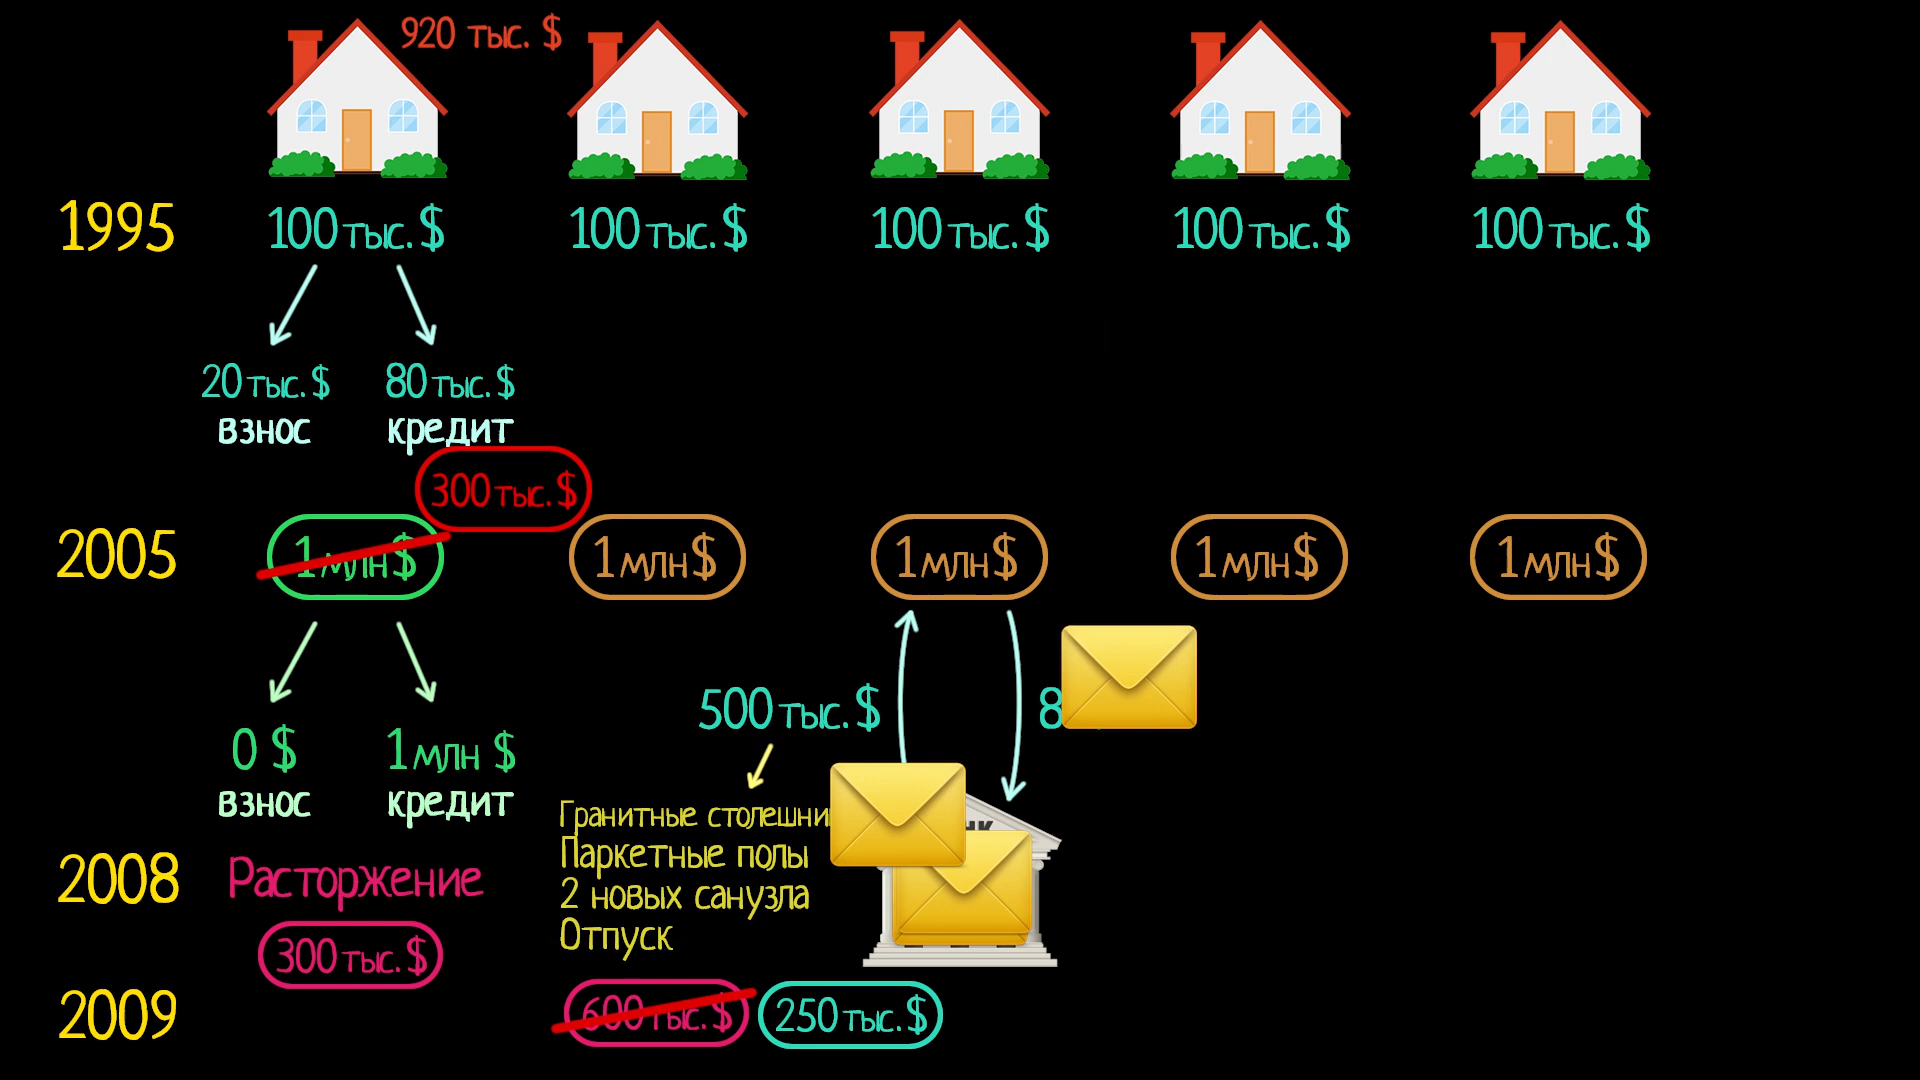 920 тыс. $
1995
100 тыс. $
100 тыс. $
100 тыс. $
100 тыс. $
100 тыс. $
20 тыс. $
взнос
80 тыс. $
кредит
300 тыс. $
2005
1 млн $
1 млн $
1 млн $
1 млн $
1 млн $
500 тыс. $
8
0 $
взнос
1 млн $
кредит
Гранитные
Паркетные полы
2 новых санузла
Отпуск
2008
Расторжение
300 тыс. $
2009
600 тыс. $
250 тыс. $